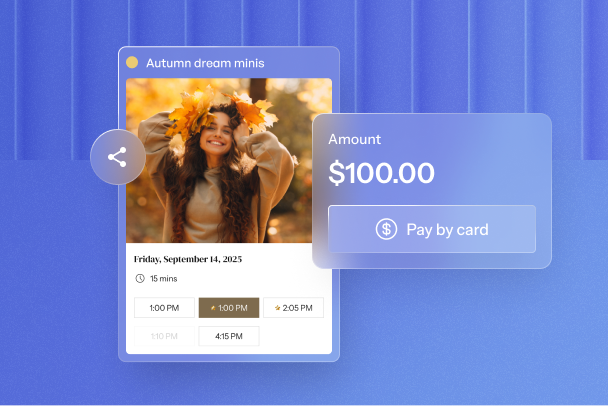 Autumn dream minis
Amount
$100.00
Pay by card
Friday, September 14, 2025
15 mins
1:00 PM
1:00 PM
2:05 PM
1:10 PM
4:15 PM